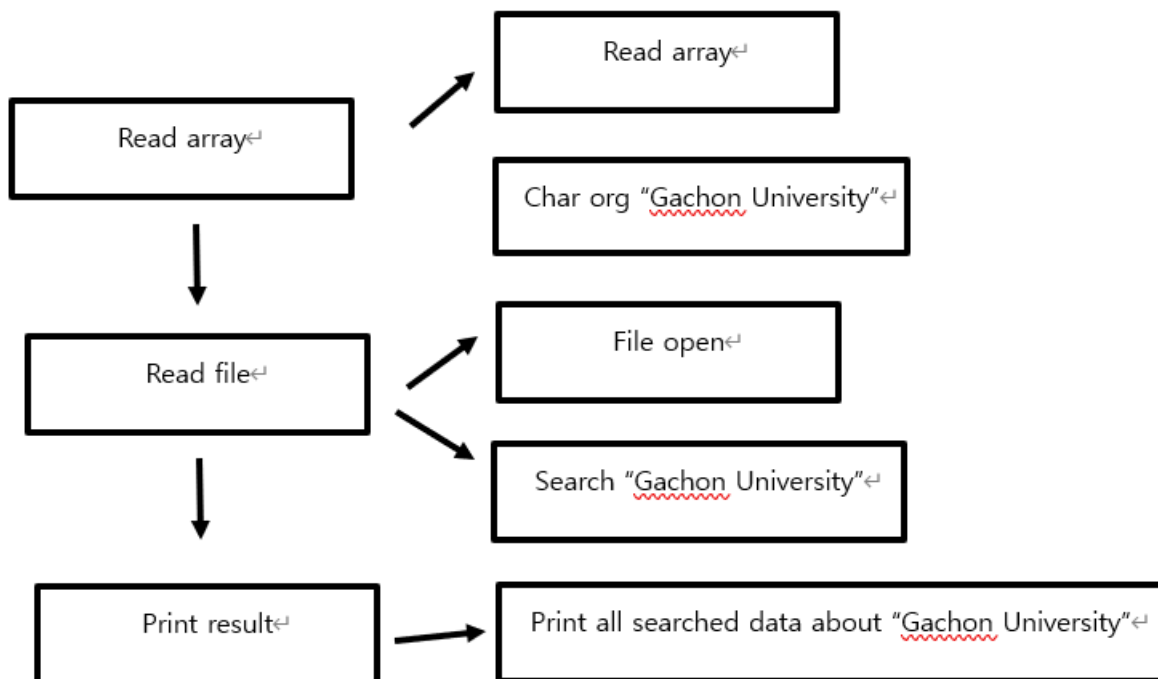 Read array
Read array
Char org “Gachon University”
Read file
File open
Search “Gachon University”
Print result
Print all searched data about “Gachon University”